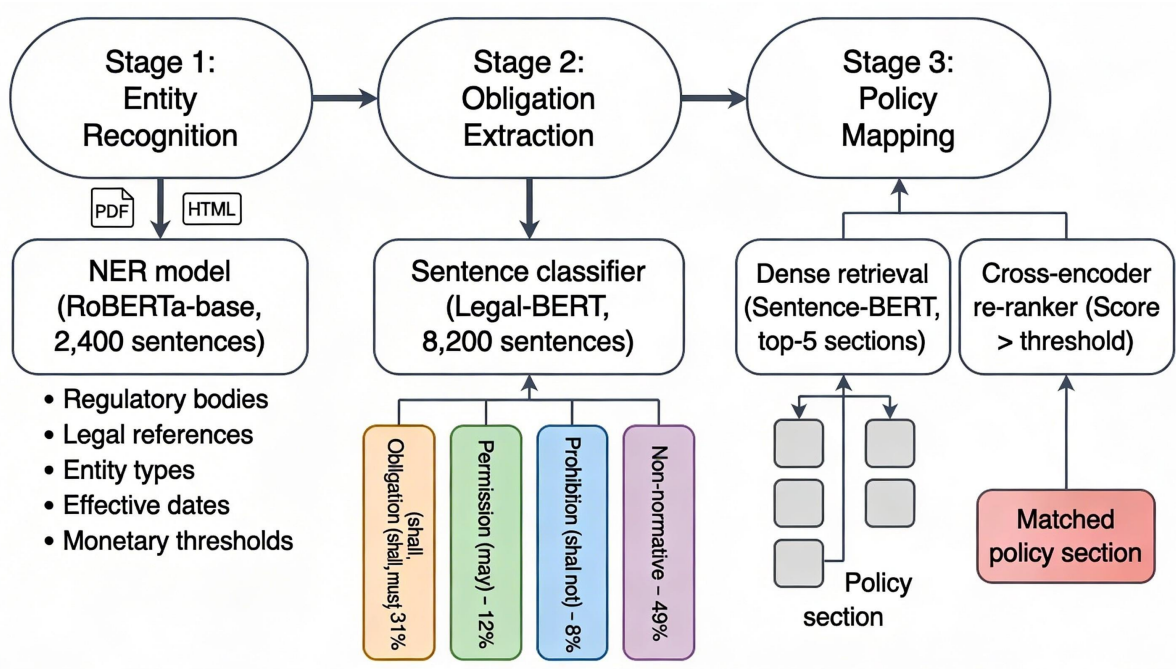 Stage 1:
Entity
Recognition
Stage 2:
Obligation
Extraction
Stage 3:
Policy
Mapping
PDF
HTML
NER model
(RoBERTa-base,
2,400 sentences)
• Regulatory bodies
• Legal references
• Entity types
• Effective dates
• Monetary thresholds
Sentence classifier
(Legal-BERT,
8,200 sentences)
(shall,
Obligation (shall, must, 31%
Permission (may) – 12%
Prohibition (shal not) – 8%
Non-normative – 49%
Dense retrieval
(Sentence-BERT,
top-5 sections)
Policy
section
Cross-encoder
re-ranker (Score
> threshold)
Matched
policy section